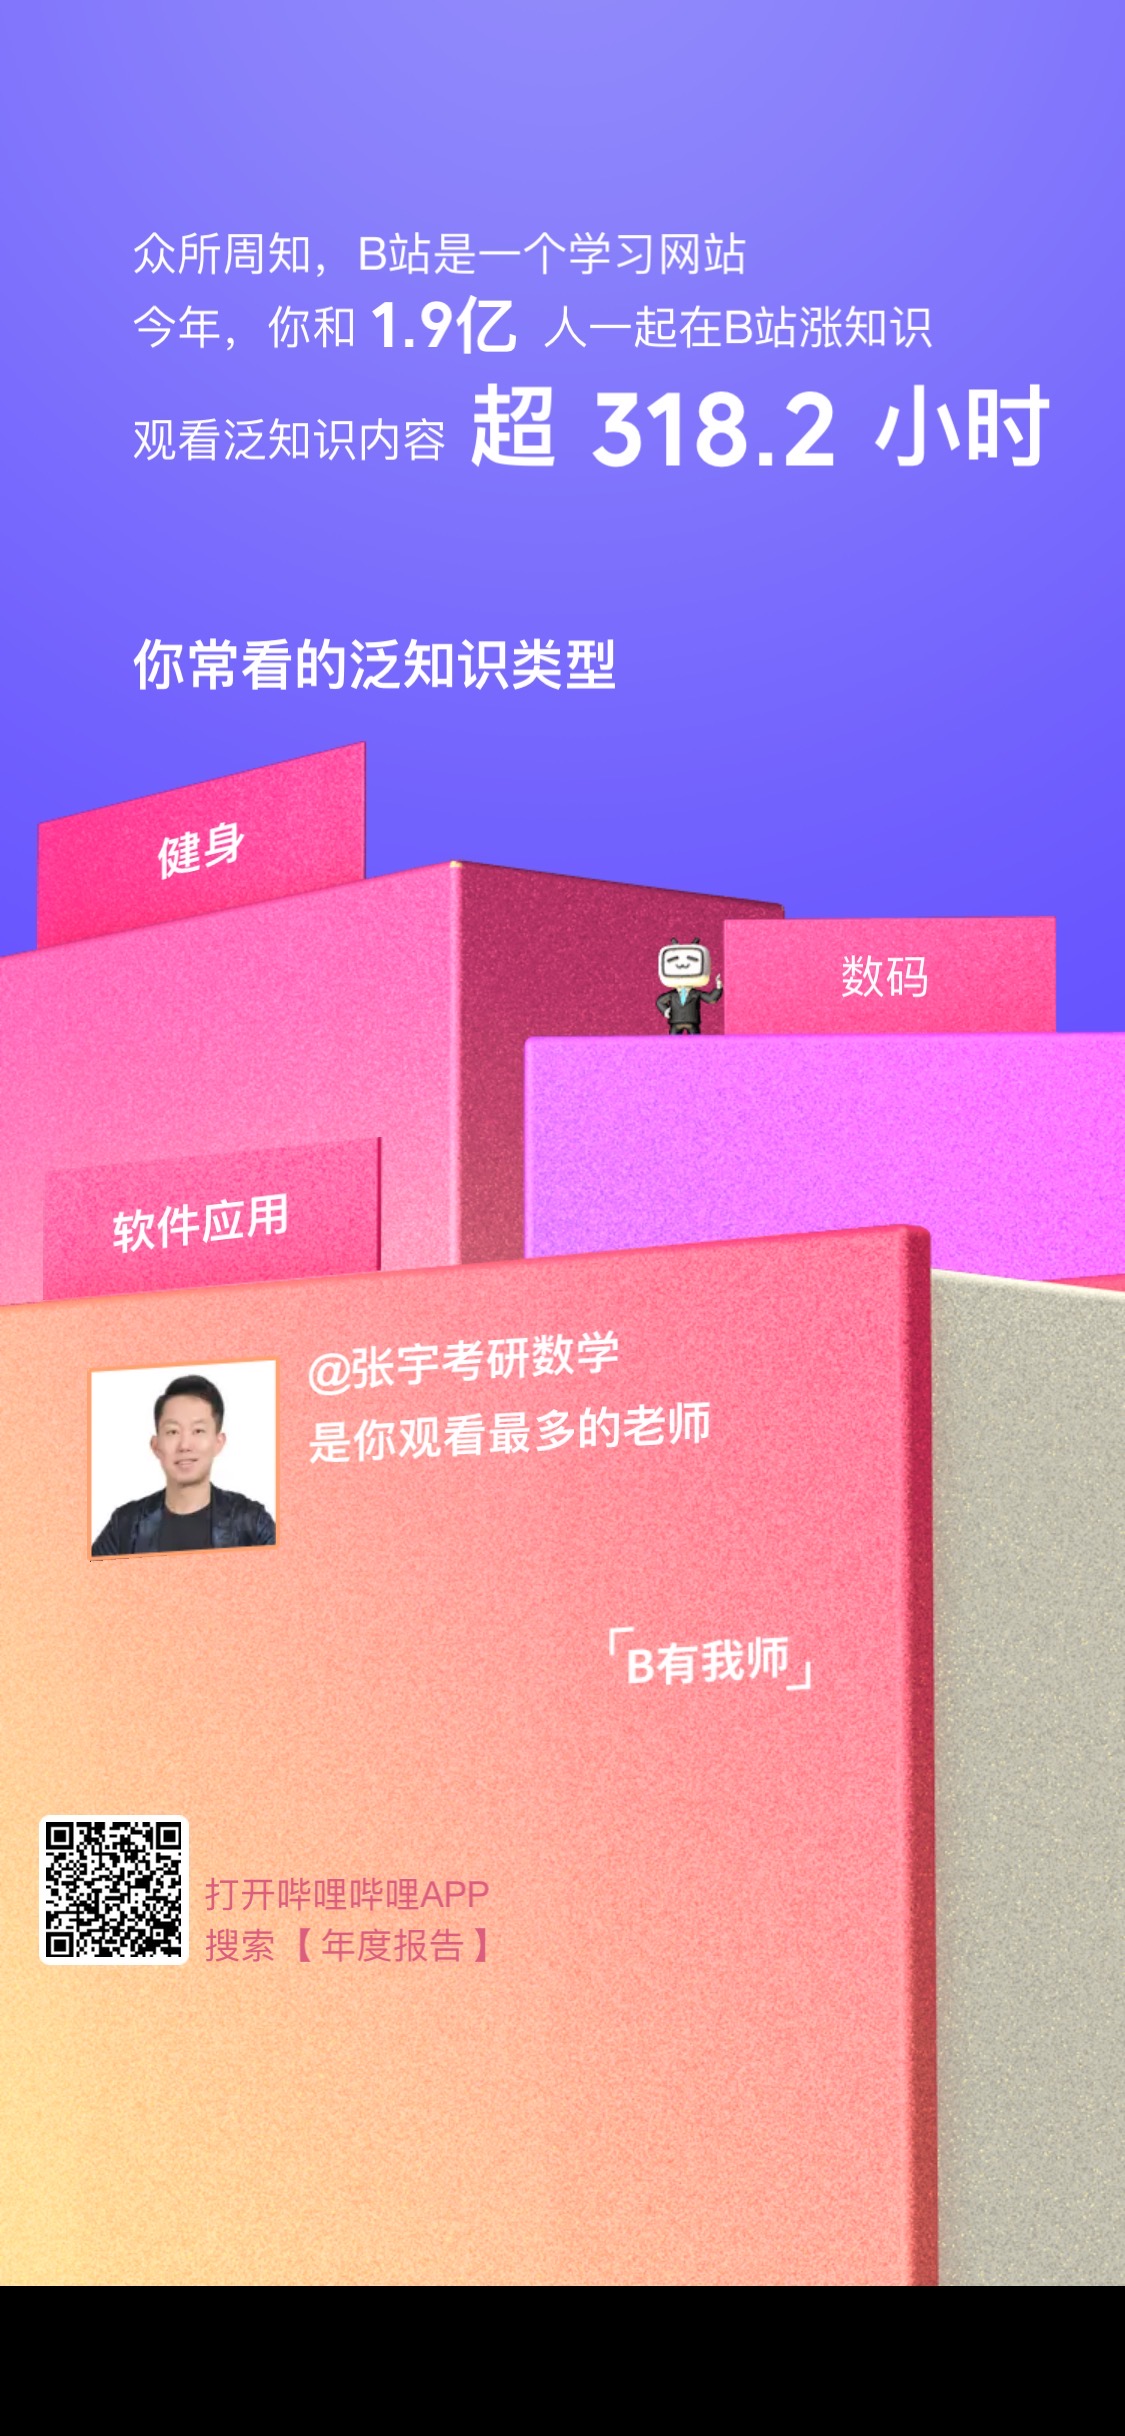 众所周知，B站是一个学习网站
今年，你和 1.9亿 人一起在B站涨知识
观看泛知识内容 超 318.2 小时
你常看的泛知识类型
健身
数码
软件应用
@张宇考研数学
是你观看最多的老师
「B有我师」
打开哔哩哔哩APP
搜索【年度报告】